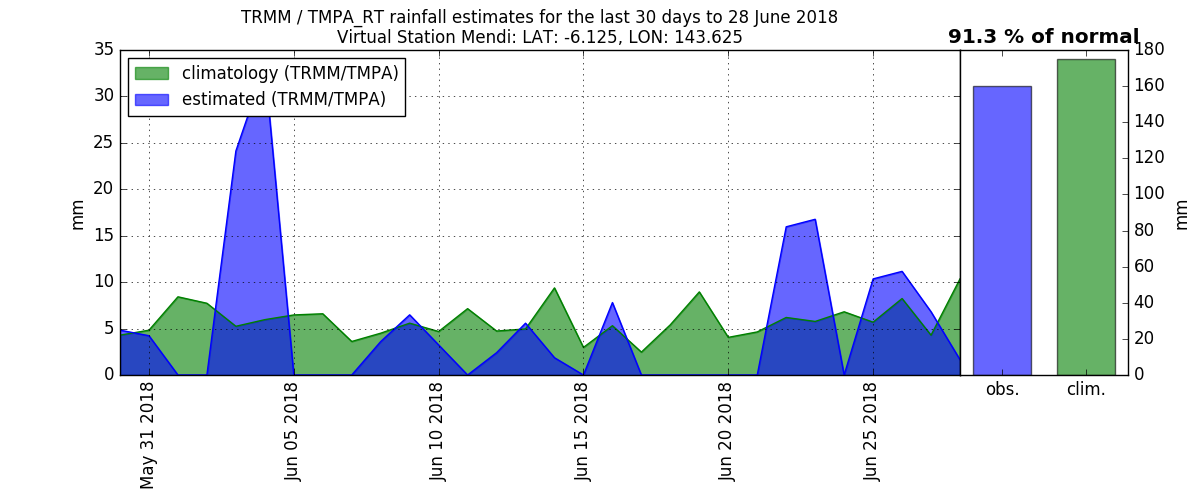 TRMM / TMPA_RT rainfall estimates for the last 30 days to 28 June 2018
Virtual Station Mendi: LAT: -6.125, LON: 143.625
91.3 % of normal
climatology (TRMM/TMPA)
estimated (TRMM/TMPA)
35
30
25
20
15
10
5
0
mm
May 31 2018
Jun 05 2018
Jun 10 2018
Jun 15 2018
Jun 20 2018
Jun 25 2018
180
160
140
120
100
80
60
40
20
0
mm
obs.
clim.